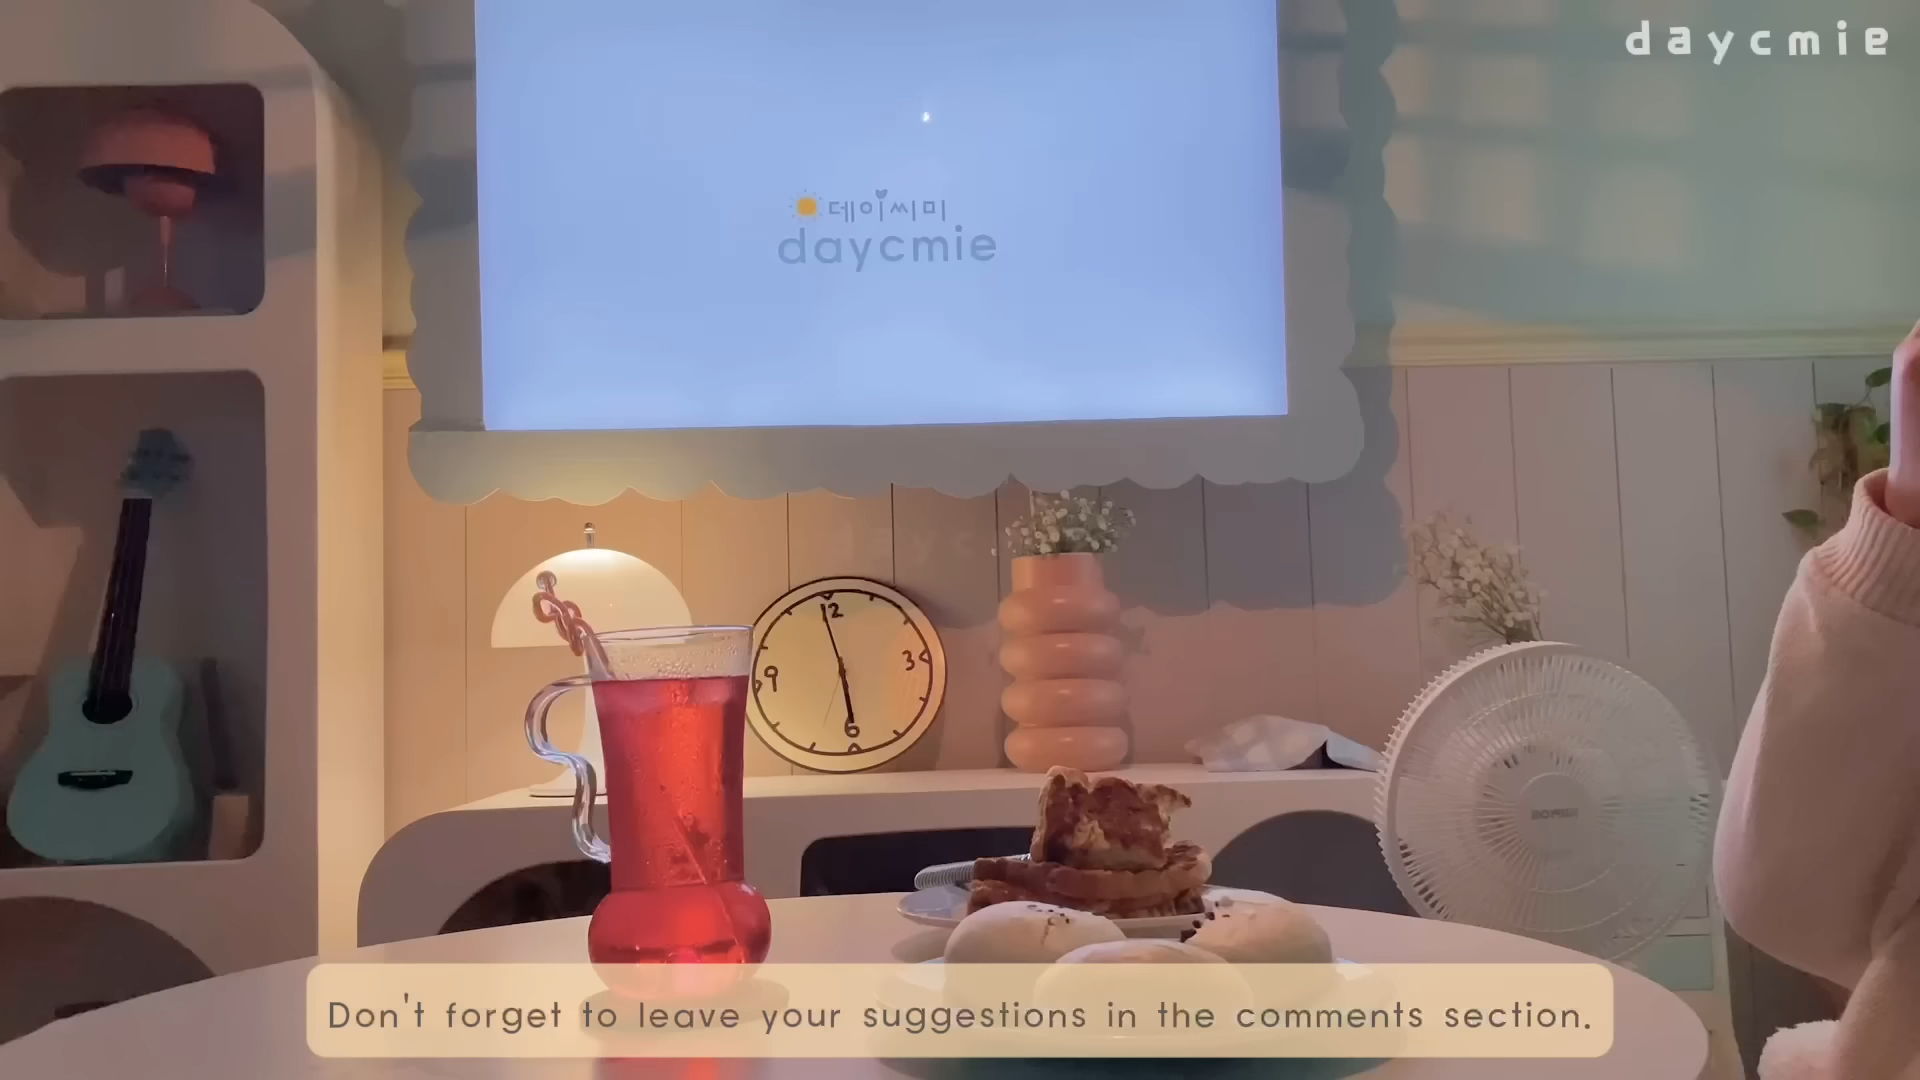 daycmie
데이씨미
daycmie
12
9
3
6
Don't forget to leave your suggestions in the comments section.